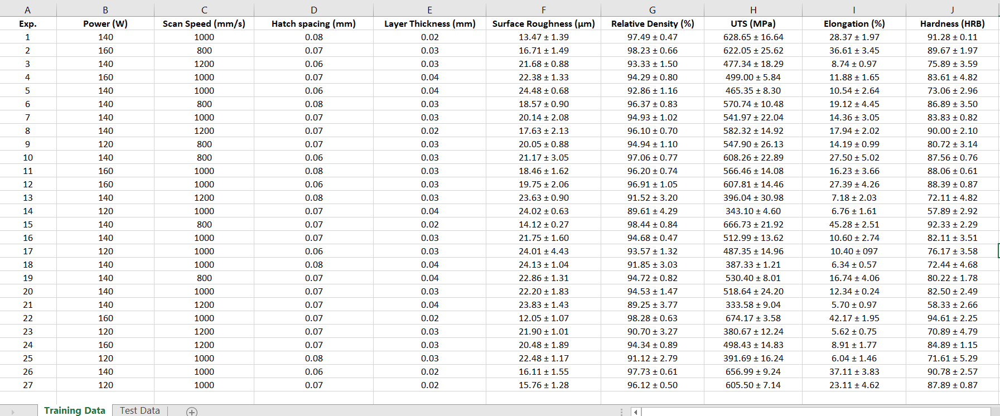 A B C D E F G H I J
Exp. Power (W) Scan Speed (mm/s) Hatch spacing (mm) Layer Thickness (mm) Surface Roughness (µm) Relative Density (%) UTS (MPa) Elongation (%) Hardness (HRB)
1 140 1000 0.08 0.02 13.47 ± 1.39 97.49 ± 0.47 628.65 ± 16.64 28.37 ± 1.97 91.28 ± 0.11
2 160 800 0.07 0.03 16.71 ± 1.49 98.23 ± 0.66 622.05 ± 25.62 36.61 ± 3.45 89.67 ± 1.97
3 140 1200 0.06 0.03 21.68 ± 0.88 93.33 ± 1.50 477.34 ± 18.29 8.74 ± 0.97 75.89 ± 3.59
4 160 1000 0.07 0.04 22.38 ± 1.33 94.29 ± 0.80 499.00 ± 5.84 11.88 ± 1.65 83.61 ± 4.82
5 140 1000 0.06 0.04 24.48 ± 0.68 92.86 ± 1.16 465.35 ± 8.30 10.54 ± 2.64 73.06 ± 2.96
6 140 800 0.08 0.03 18.57 ± 0.90 96.37 ± 0.83 570.74 ± 10.48 19.12 ± 4.45 86.89 ± 3.50
7 140 1000 0.07 0.03 20.14 ± 2.08 94.93 ± 1.02 541.97 ± 22.04 14.36 ± 3.05 83.83 ± 0.82
8 140 1200 0.07 0.02 17.63 ± 2.13 96.10 ± 0.70 582.32 ± 14.92 17.94 ± 2.02 90.00 ± 2.10
9 120 800 0.07 0.03 20.05 ± 0.88 94.94 ± 1.10 547.90 ± 26.13 14.19 ± 0.99 80.72 ± 3.14
10 140 800 0.06 0.03 21.17 ± 3.05 97.06 ± 0.77 608.26 ± 22.89 27.50 ± 5.02 87.56 ± 0.76
11 160 1000 0.08 0.03 18.46 ± 1.62 96.20 ± 0.74 566.46 ± 14.08 16.23 ± 3.66 88.06 ± 0.61
12 160 1000 0.06 0.03 19.75 ± 2.06 96.91 ± 1.05 607.81 ± 14.46 27.39 ± 4.26 88.39 ± 0.87
13 140 1200 0.08 0.03 23.63 ± 0.90 91.52 ± 3.20 396.04 ± 30.98 7.18 ± 2.03 72.11 ± 4.82
14 120 1000 0.07 0.04 24.02 ± 0.63 89.61 ± 4.29 343.10 ± 4.60 6.76 ± 1.61 57.89 ± 2.92
15 140 800 0.07 0.02 14.12 ± 0.27 98.44 ± 0.84 666.73 ± 21.92 45.28 ± 2.51 92.33 ± 2.29
16 140 1000 0.07 0.03 21.75 ± 1.60 94.68 ± 0.47 512.99 ± 13.62 10.60 ± 2.74 82.11 ± 3.51
17 120 1000 0.06 0.03 24.01 ± 4.43 93.57 ± 1.32 487.35 ± 14.96 10.40 ± 097 76.17 ± 3.58
18 140 1000 0.08 0.04 24.13 ± 1.04 91.85 ± 3.03 387.33 ± 1.21 6.34 ± 0.57 72.44 ± 4.68
19 140 800 0.07 0.04 22.86 ± 1.31 94.72 ± 0.82 530.40 ± 8.01 16.74 ± 4.06 80.22 ± 1.78
20 140 1000 0.07 0.03 22.20 ± 1.83 94.53 ± 1.47 518.64 ± 24.20 12.34 ± 0.24 82.50 ± 2.49
21 140 1200 0.07 0.04 23.83 ± 1.43 89.25 ± 3.77 333.58 ± 9.04 5.70 ± 0.97 58.33 ± 2.66
22 160 1000 0.07 0.02 12.05 ± 1.07 98.28 ± 0.63 674.17 ± 3.58 42.17 ± 1.95 94.61 ± 2.25
23 120 1200 0.07 0.03 21.90 ± 1.01 90.70 ± 3.27 380.67 ± 12.24 5.62 ± 0.75 70.89 ± 4.79
24 160 1200 0.07 0.03 20.48 ± 1.89 94.34 ± 0.89 498.43 ± 14.83 8.91 ± 1.77 84.89 ± 1.15
25 120 1000 0.08 0.03 22.48 ± 1.17 91.12 ± 2.79 391.69 ± 16.24 6.04 ± 1.46 71.61 ± 5.29
26 140 1000 0.06 0.02 16.11 ± 1.55 97.73 ± 0.61 656.99 ± 9.24 37.11 ± 3.83 90.78 ± 2.57
27 120 1000 0.07 0.02 15.76 ± 1.28 96.12 ± 0.50 605.50 ± 7.14 23.11 ± 4.62 87.89 ± 0.87
Training Data Test Data